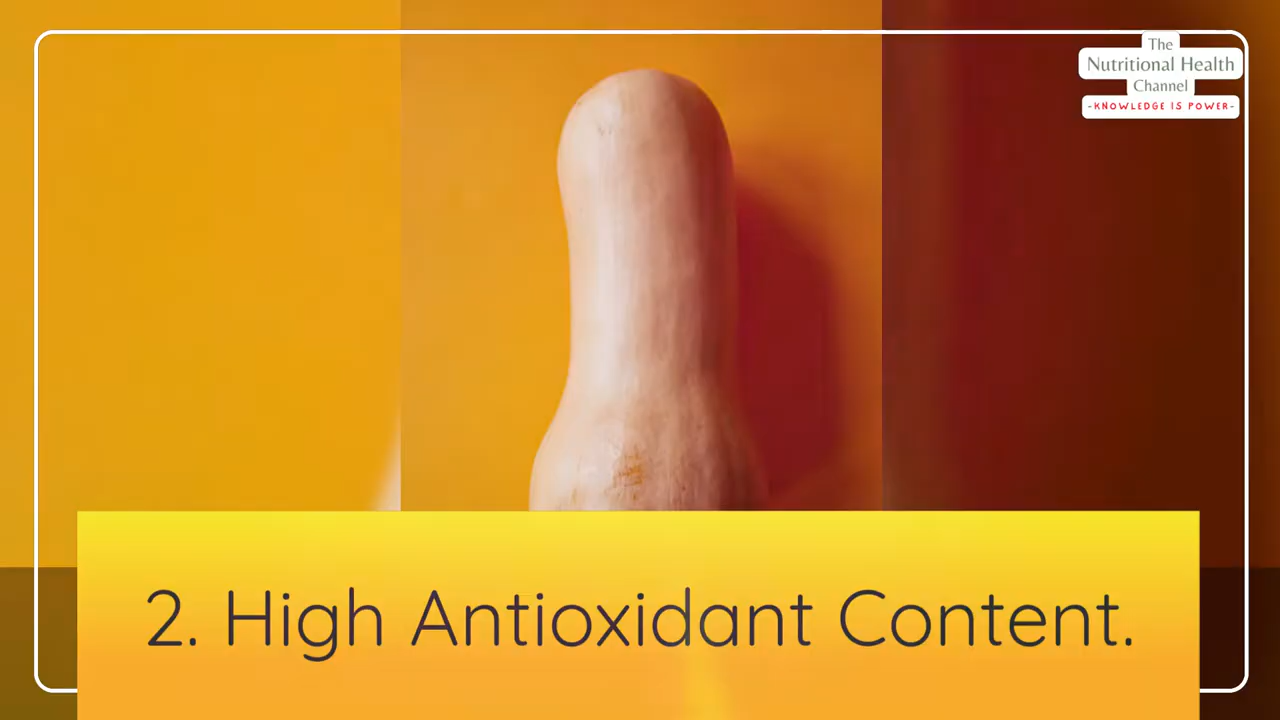 The
Nutritional Health
Channel
-KNOWLEDGE IS POWER-
2. High Antioxidant Content.